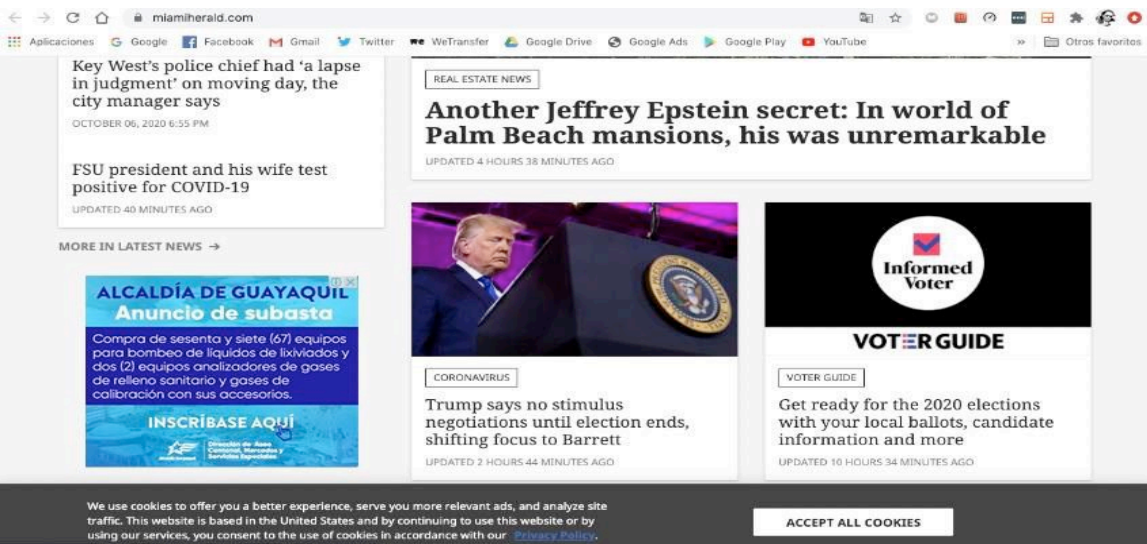 miamiherald.com
Aplicaciones Google Facebook Gmail Twitter we WeTransfer Google Drive Google Ads Google Play YouTube » Otros favoritos
Key West's police chief had 'a lapse
in judgment' on moving day, the
city manager says
OCTOBER 06, 2020 6:55 PM
FSU president and his wife test
positive for COVID-19
UPDATED 40 MINUTES AGO
MORE IN LATEST NEWS →
ALCALDÍA DE GUAYAQUIL
Anuncio de subasta
Compra de sesenta y siete (67) equipos
para bombeo de líquidos de lixiviados y
dos (2) equipos analizadores de gases
de relleno sanitario y gases de
calibración con sus accesorios.
INSCRÍBASE AQUÍ
Dirección de Área
Cantonal, Mercados y
Servicios Especiales
REAL ESTATE NEWS
Another Jeffrey Epstein secret: In world of
Palm Beach mansions, his was unremarkable
UPDATED 4 HOURS 38 MINUTES AGO
CORONAVIRUS
Trump says no stimulus
negotiations until election ends,
shifting focus to Barrett
UPDATED 2 HOURS 44 MINUTES AGO
Informed
Voter
VOTER GUIDE
VOTER GUIDE
Get ready for the 2020 elections
with your local ballots, candidate
information and more
UPDATED 10 HOURS 34 MINUTES AGO
We use cookies to offer you a better experience, serve you more relevant ads, and analyze site
traffic. This website is based in the United States and by continuing to use this website or by
using our services, you consent to the use of cookies in accordance with our Privacy Policy.
ACCEPT ALL COOKIES